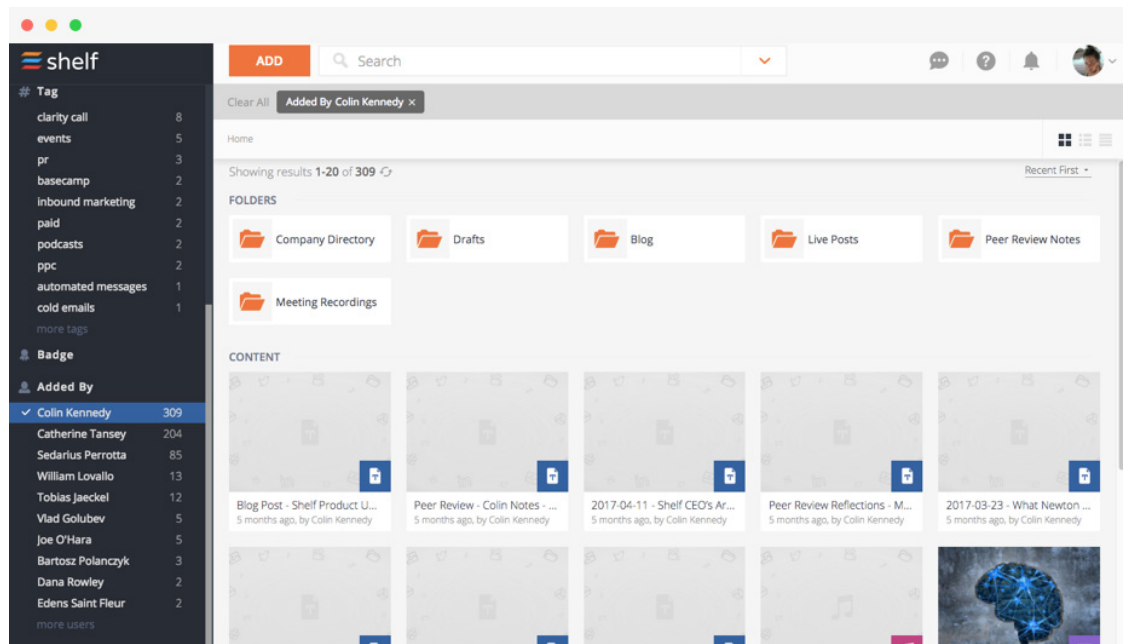 shelf
ADD
Search
# Tag
clarity call 8
events 5
pr 3
basecamp 2
inbound marketing 2
paid 2
podcasts 2
ppc 2
automated messages 1
cold emails 1
more tags
Badge
Added By
Colin Kennedy 309
Catherine Tansey 204
Sedarius Perrotta 85
William Lovallo 13
Tobias Jaeckel 12
Vlad Golubev 5
Joe O'Hara 5
Bartosz Polanczyk 3
Dana Rowley 2
Edens Saint Fleur 2
more users
Clear All Added By Colin Kennedy ×
Home
Showing results 1-20 of 309
Recent First
FOLDERS
Company Directory
Drafts
Blog
Live Posts
Peer Review Notes
Meeting Recordings
CONTENT
Blog Post - Shelf Product U...
5 months ago, by Colin Kennedy
Peer Review - Colin Notes - ...
5 months ago, by Colin Kennedy
2017-04-11 - Shelf CEO's Ar...
5 months ago, by Colin Kennedy
Peer Review Reflections - M...
5 months ago, by Colin Kennedy
2017-03-23 - What Newton ...
5 months ago, by Colin Kennedy